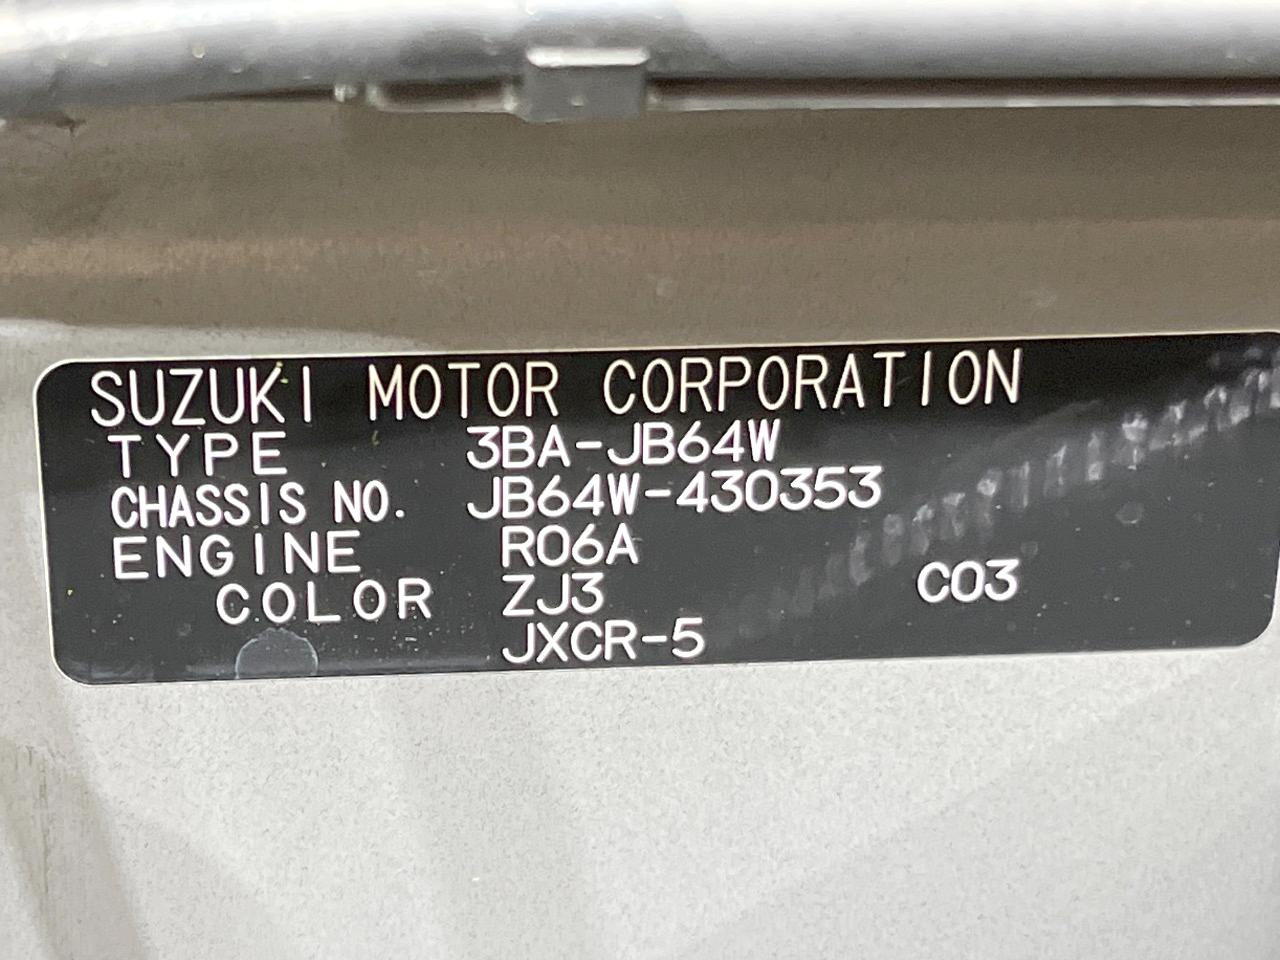 SUZUKI MOTOR CORPORATION
TYPE 3BA-JB64W
CHASSIS NO. JB64W-430353
ENGINE R06A
COLOR ZJ3 C03
JXCR-5